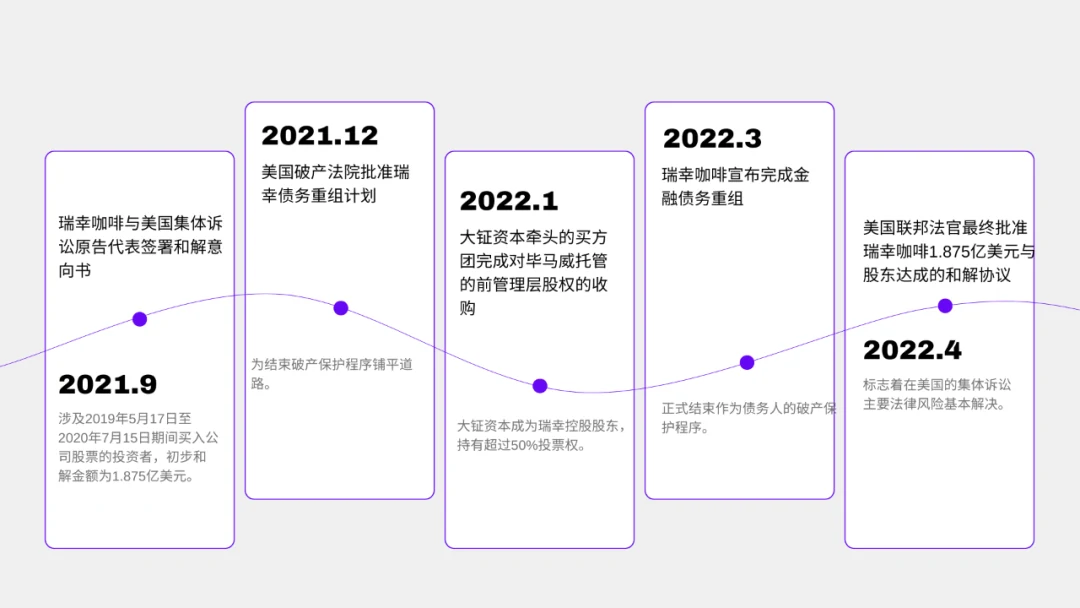 瑞幸咖啡与美国集体诉
讼原告代表签署和解意
向书
2021.9
涉及2019年5月17日至
2020年7月15日期间买入公
司股票的投资者，初步和
解金额为1.875亿美元。
2021.12
美国破产法院批准瑞
幸债务重组计划
为结束破产保护程序铺平道
路。
2022.1
大钲资本牵头的买方
团完成对毕马威托管
的前管理层股权的收
购
大钲资本成为瑞幸控股股东，
持有超过50%投票权。
2022.3
瑞幸咖啡宣布完成金
融债务重组
正式结束作为债务人的破产保
护程序。
美国联邦法官最终批准
瑞幸咖啡1.875亿美元与
股东达成的和解协议
2022.4
标志着在美国的集体诉讼
主要法律风险基本解决。